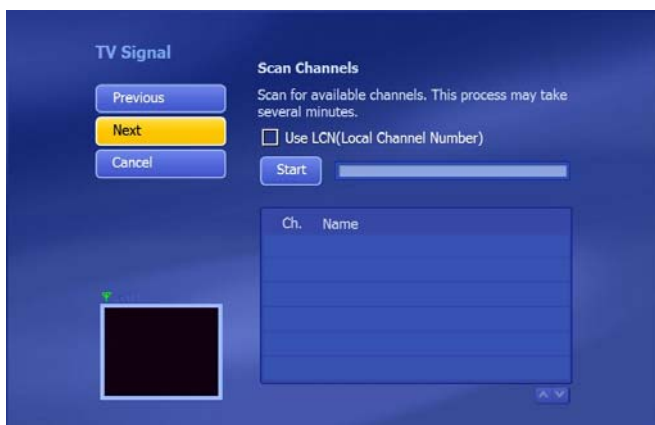 TV Signal
Previous
Next
Cancel
Scan Channels
Scan for available channels. This process may take
several minutes.
Use LCN(Local Channel Number)
Start
Ch. Name